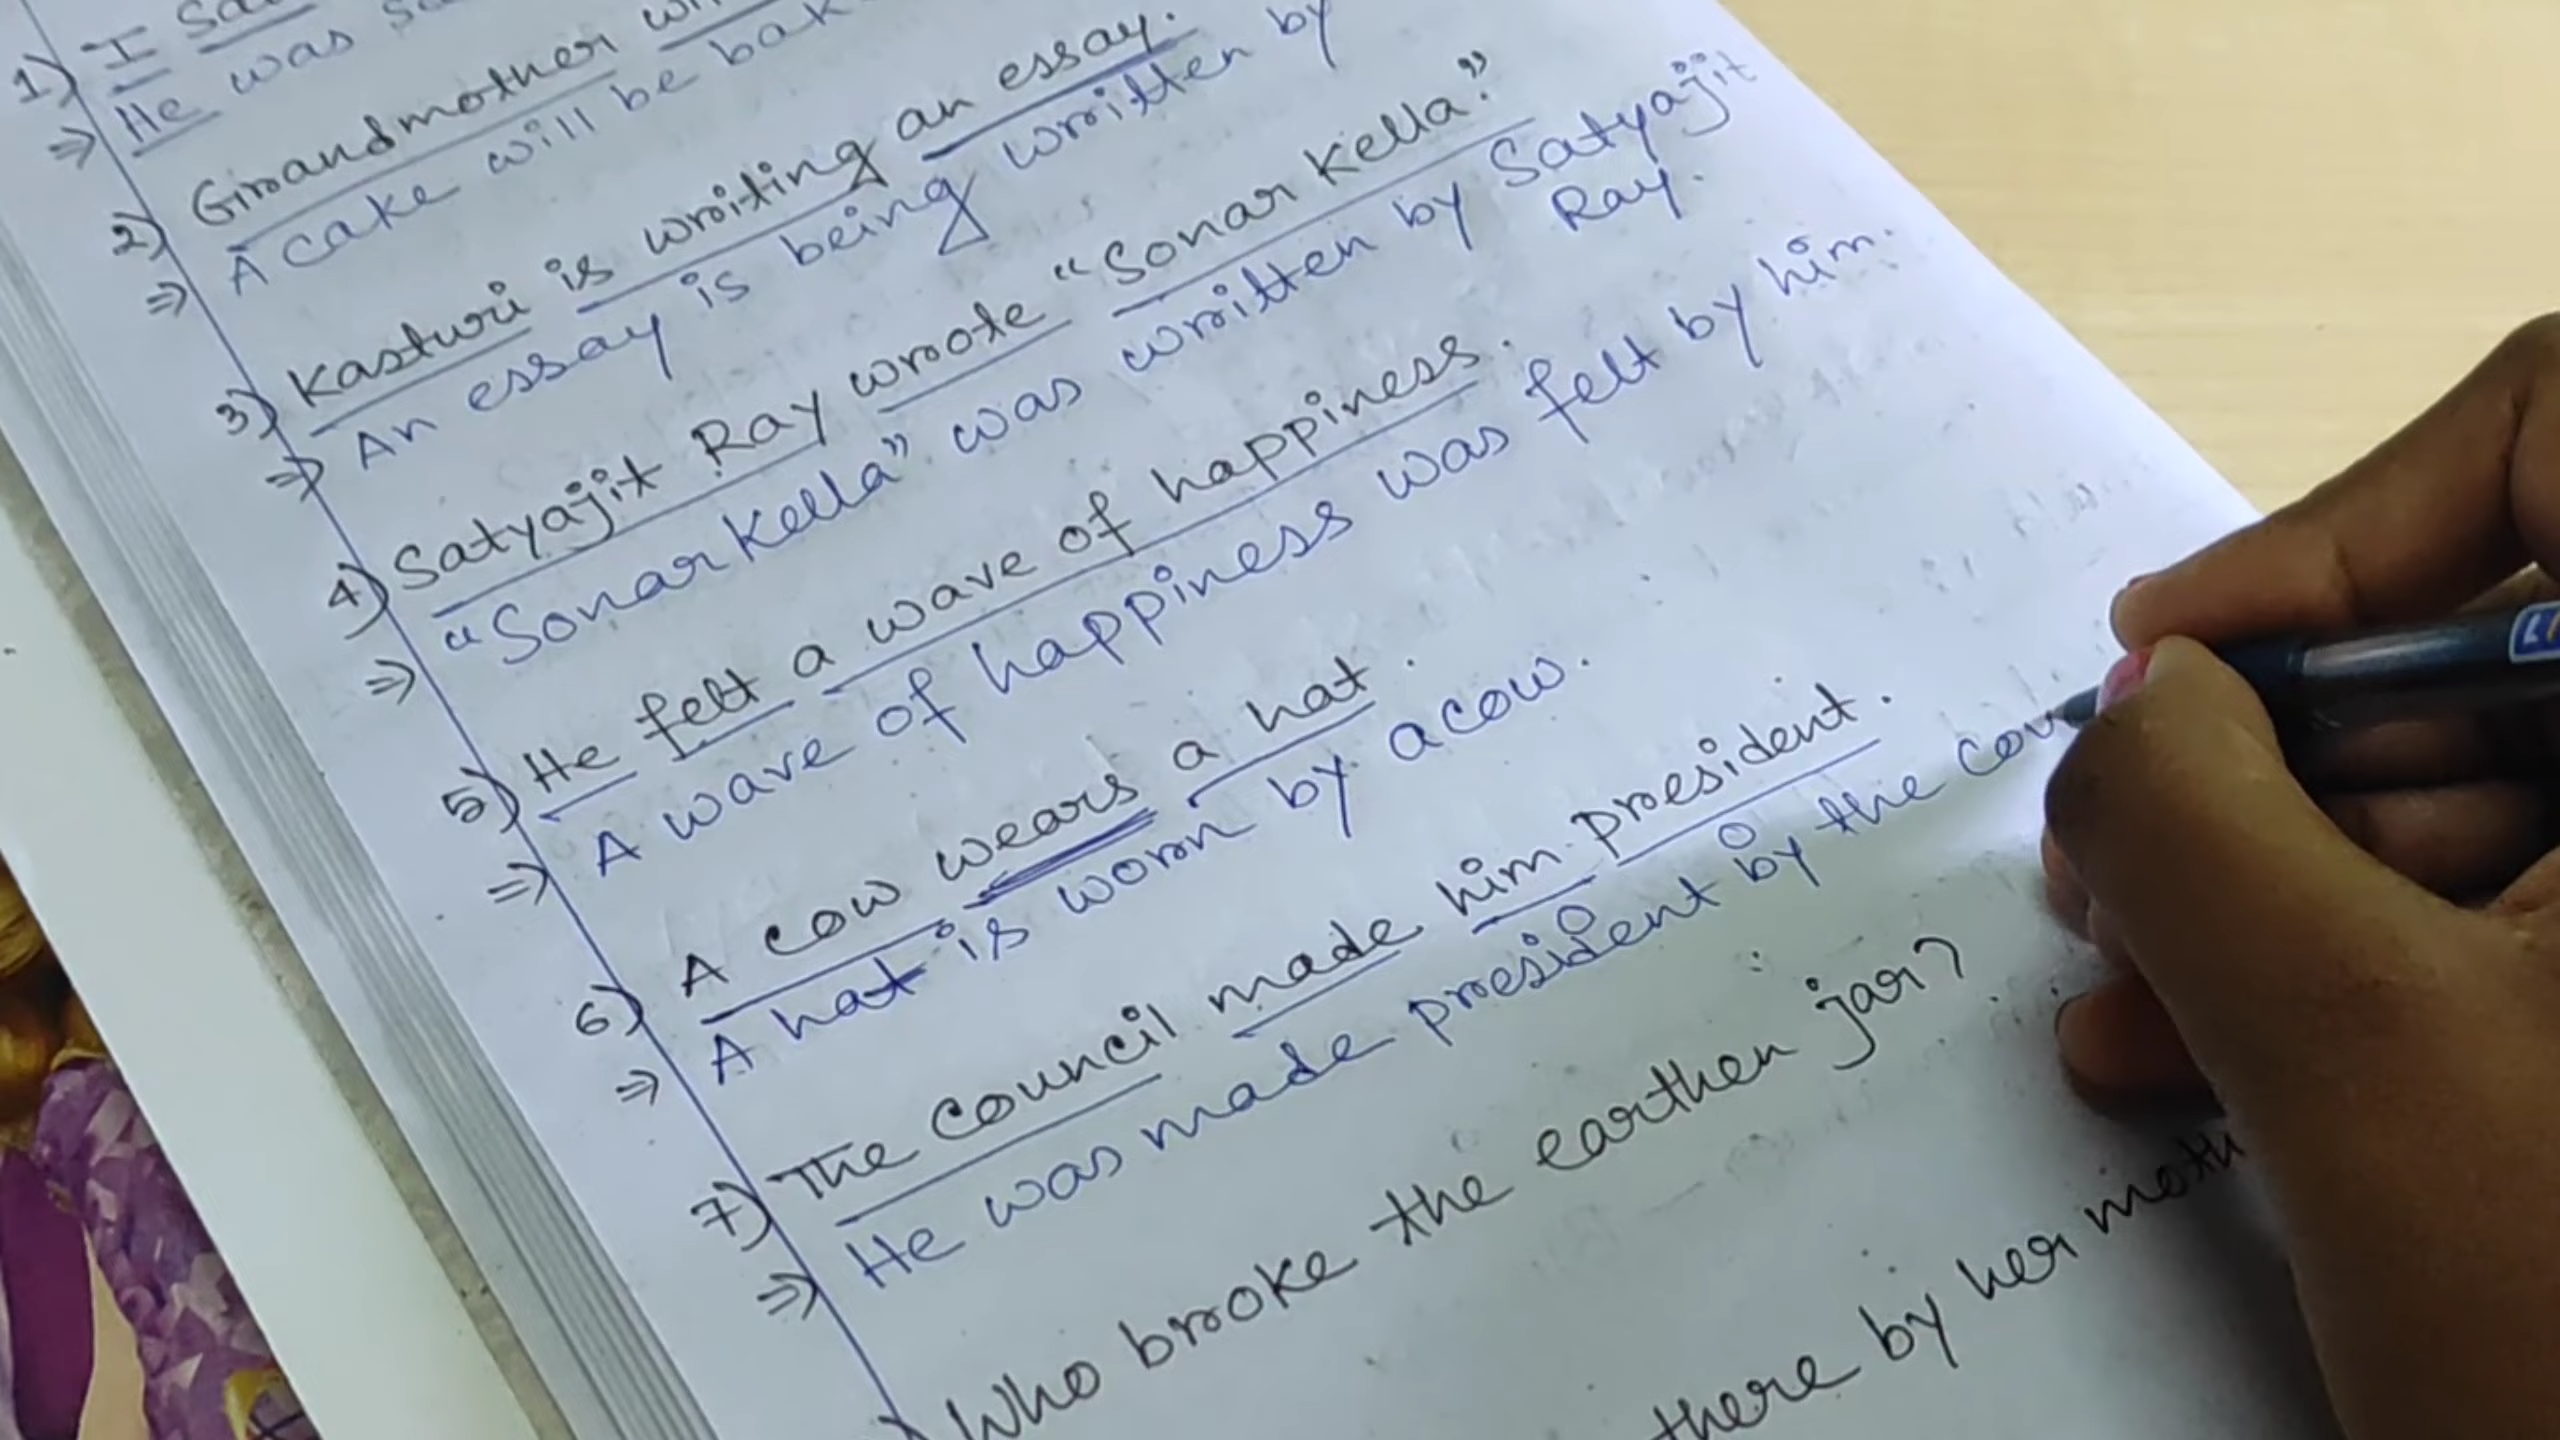 1) I
⇒ He was
2) Grandmother
⇒ A cake will be
3) Kasturi is writing an essay.
⇒ An essay is being written by
4) Satyajit Ray wrote "Sonar Kella".
⇒ "Sonar Kella" was written by Satyajit
Ray.
5) He felt a wave of happiness.
⇒ A wave of happiness was felt by him.
6) A cow wears a hat.
⇒ A hat is worn by a cow.
7) The Council made him president.
⇒ He was made president by the
Who broke the earthen jar?
there by her